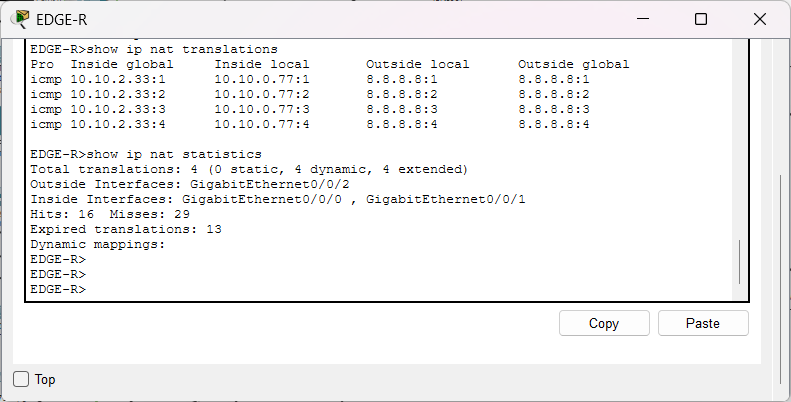 EDGE-R
EDGE-R>show ip nat translations
Pro  Inside global     Inside local       Outside local      Outside global
icmp 10.10.2.33:1      10.10.0.77:1       8.8.8.8:1          8.8.8.8:1
icmp 10.10.2.33:2      10.10.0.77:2       8.8.8.8:2          8.8.8.8:2
icmp 10.10.2.33:3      10.10.0.77:3       8.8.8.8:3          8.8.8.8:3
icmp 10.10.2.33:4      10.10.0.77:4       8.8.8.8:4          8.8.8.8:4
EDGE-R>show ip nat statistics
Total translations: 4 (0 static, 4 dynamic, 4 extended)
Outside Interfaces: GigabitEthernet0/0/2
Inside Interfaces: GigabitEthernet0/0/0 , GigabitEthernet0/0/1
Hits: 16  Misses: 29
Expired translations: 13
Dynamic mappings:
EDGE-R>
EDGE-R>
EDGE-R>
Copy Paste
Top